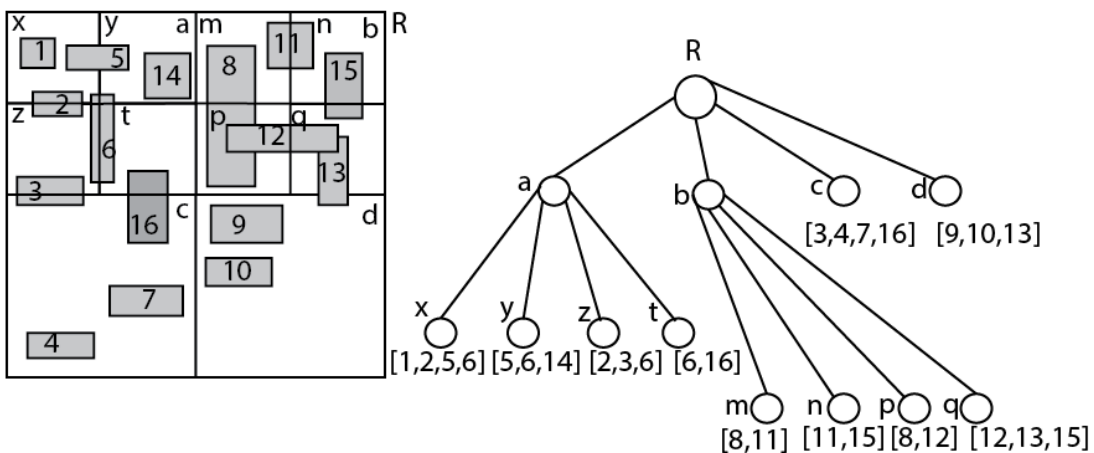 x y a m n b R
1 5 14 8 11 15
z 2 t 6 p 12 q 13
3 16 c 9 d
10
7
4
R
a b c d
[3,4,7,16] [9,10,13]
x y z t
[1,2,5,6] [5,6,14] [2,3,6] [6,16]
m n p q
[8,11] [11,15] [8,12] [12,13,15]